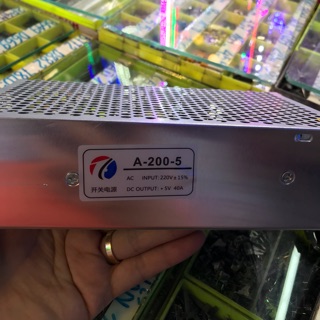 A-200-5
AC INPUT: 220V ± 15%
开关电源
DC OUTPUT: + 5V 40A